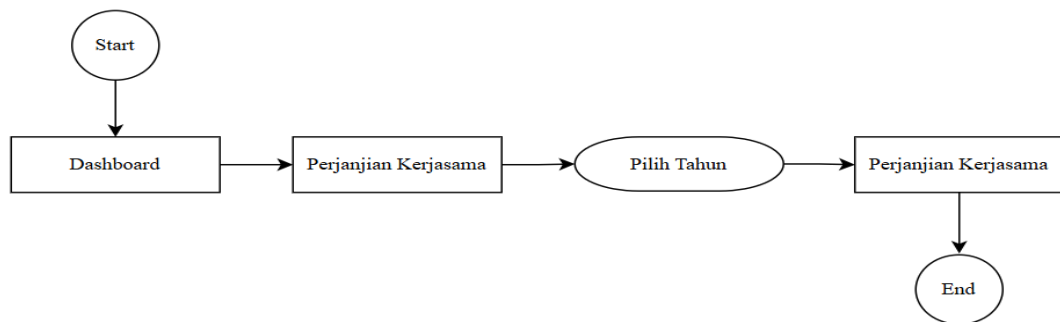 Start
Dashboard
Perjanjian Kerjasama
Pilih Tahun
Perjanjian Kerjasama
End